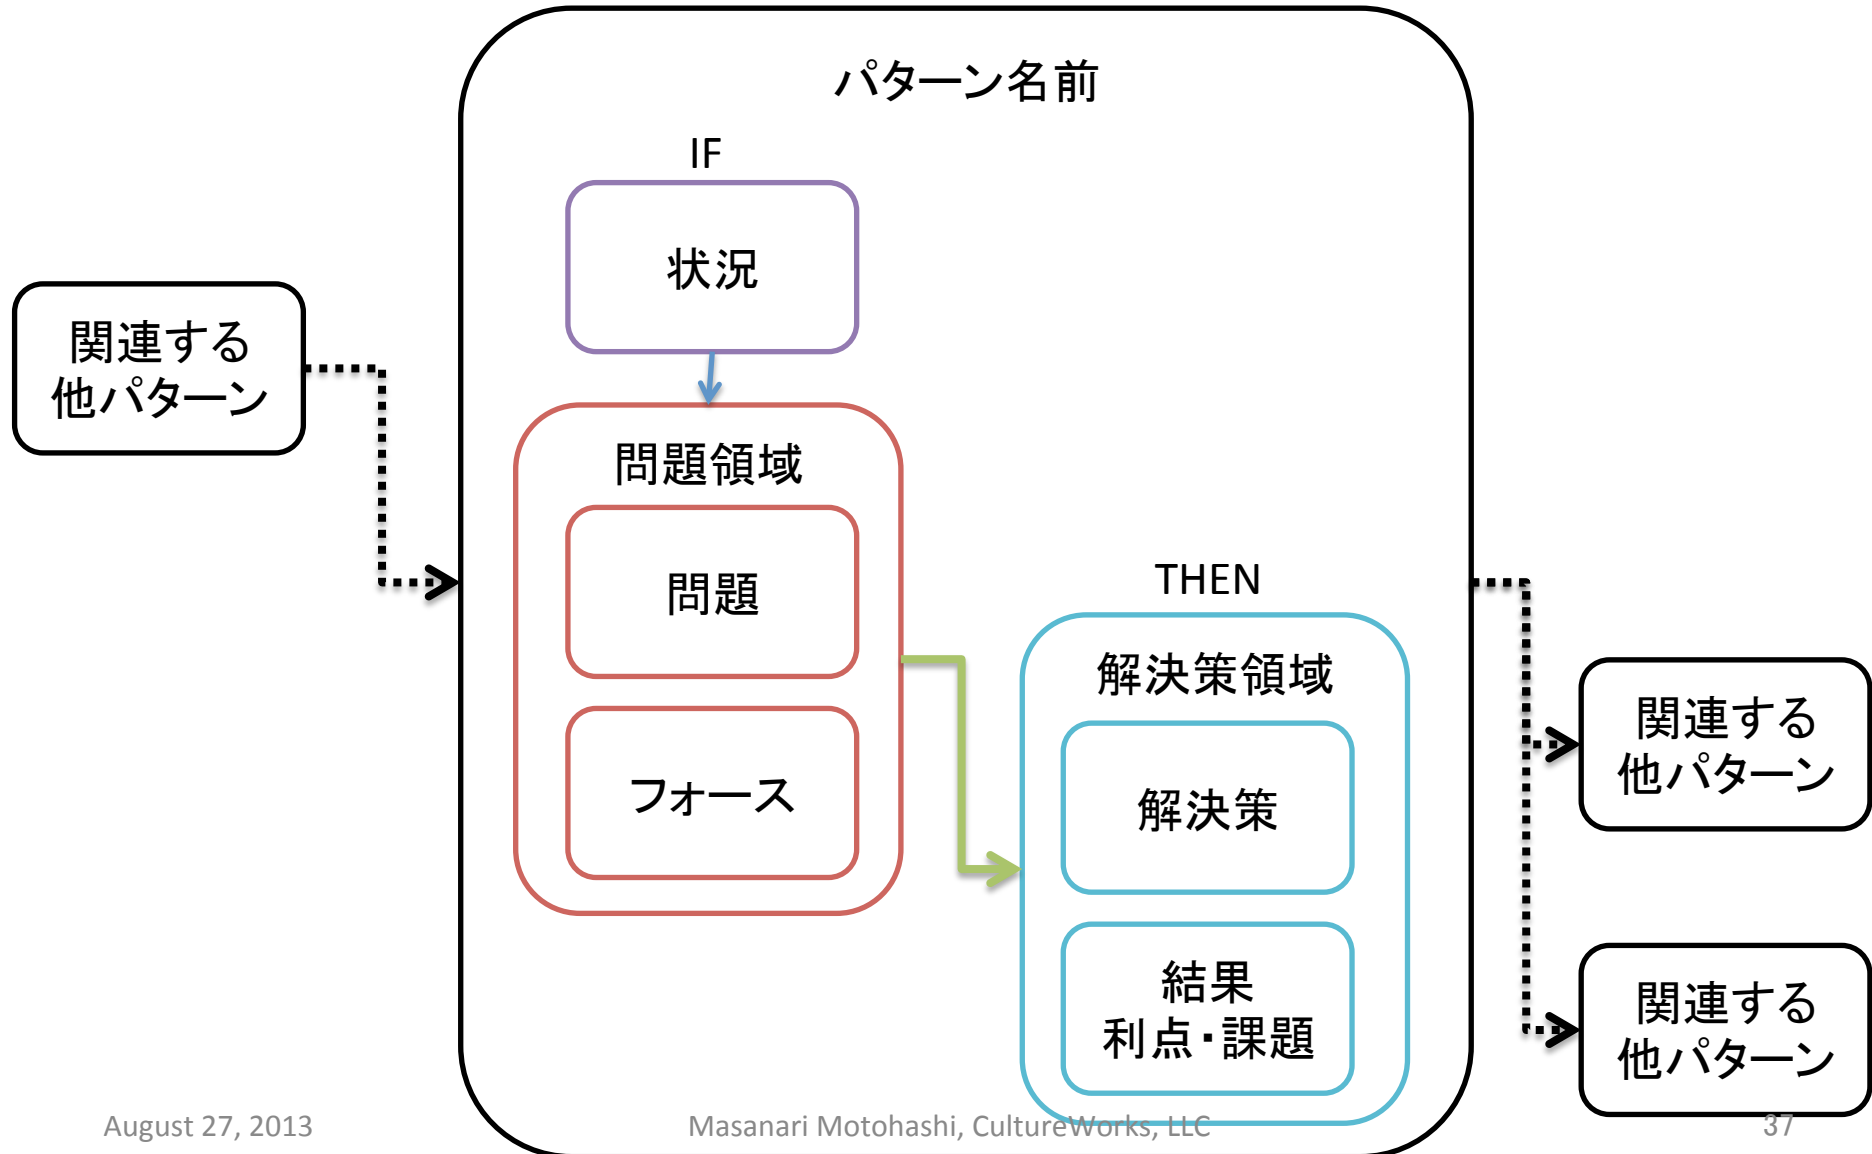 パターン名前
IF
状況
関連する
他パターン
問題領域
問題
フォース
THEN
解決策領域
解決策
結果
利点・課題
関連する
他パターン
関連する
他パターン
August 27, 2013
Masanari Motohashi, CultureWorks, LLC
37